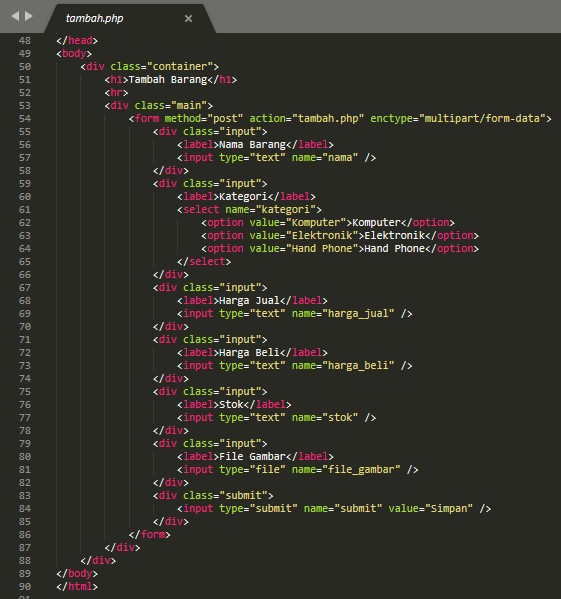 tambah.php
48 </head>
49 <body>
50 <div class="container">
51 <h1>Tambah Barang</h1>
52 <hr>
53 <div class="main">
54 <form method="post" action="tambah.php" enctype="multipart/form-data">
55 <div class="input">
56 <label>Nama Barang</label>
57 <input type="text" name="nama" />
58 </div>
59 <div class="input">
60 <label>Kategori</label>
61 <select name="kategori">
62 <option value="Komputer">Komputer</option>
63 <option value="Elektronik">Elektronik</option>
64 <option value="Hand Phone">Hand Phone</option>
65 </select>
66 </div>
67 <div class="input">
68 <label>Harga Jual</label>
69 <input type="text" name="harga_jual" />
70 </div>
71 <div class="input">
72 <label>Harga Beli</label>
73 <input type="text" name="harga_beli" />
74 </div>
75 <div class="input">
76 <label>Stok</label>
77 <input type="text" name="stok" />
78 </div>
79 <div class="input">
80 <label>File Gambar</label>
81 <input type="file" name="file_gambar" />
82 </div>
83 <div class="submit">
84 <input type="submit" name="submit" value="Simpan" />
85 </div>
86 </form>
87 </div>
88 </div>
89 </body>
90 </html>